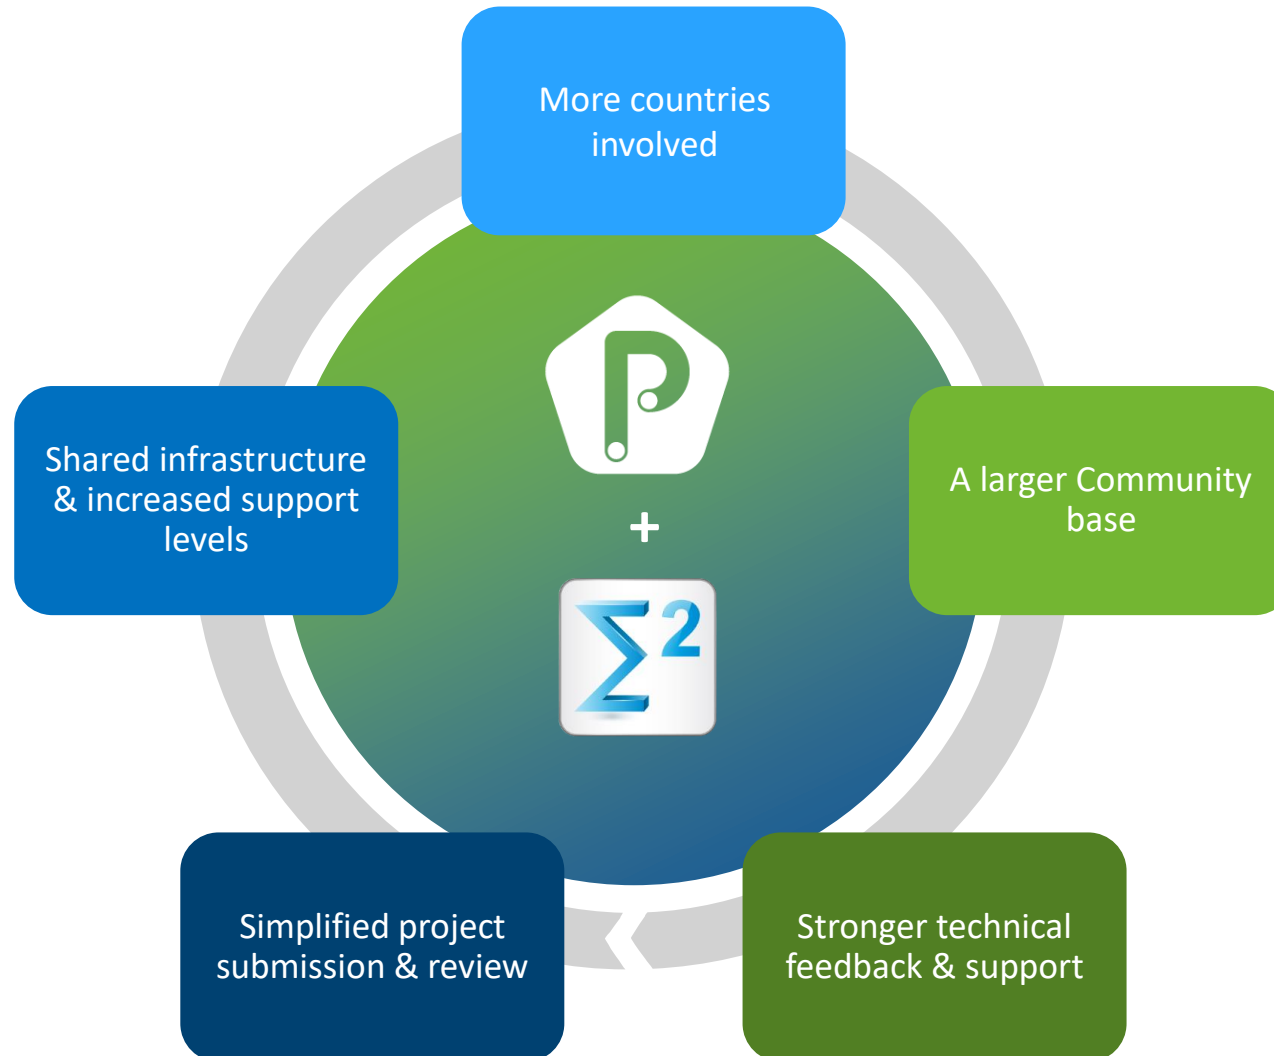 More countries
involved
Shared infrastructure
& increased support
levels
A larger Community
base
P
+
Σ2
Simplified project
submission & review
Stronger technical
feedback & support